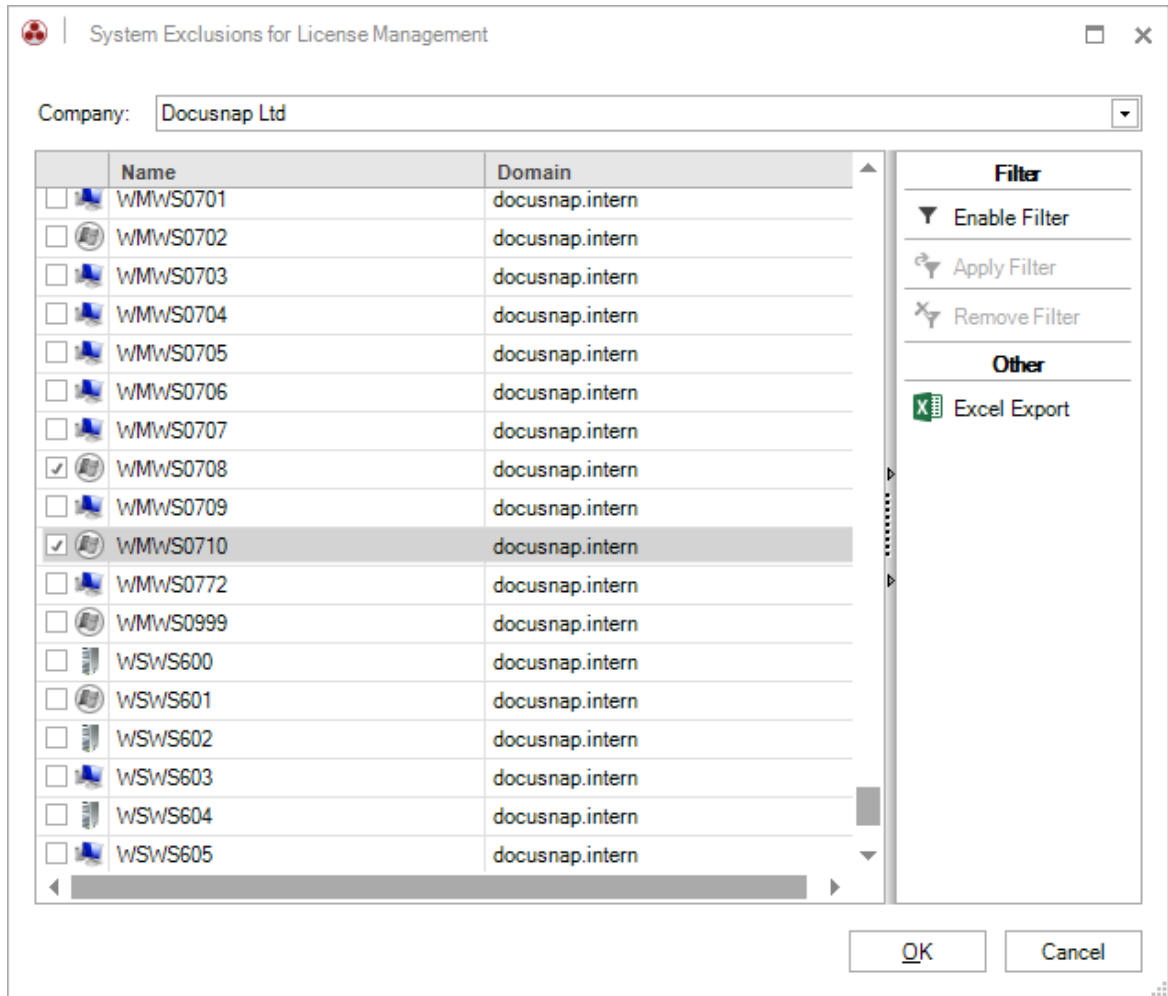 System Exclusions for License Management
Company: Docusnap Ltd
Name Domain
WMWS0701 docusnap.intern
WMWS0702 docusnap.intern
WMWS0703 docusnap.intern
WMWS0704 docusnap.intern
WMWS0705 docusnap.intern
WMWS0706 docusnap.intern
WMWS0707 docusnap.intern
WMWS0708 docusnap.intern
WMWS0709 docusnap.intern
WMWS0710 docusnap.intern
WMWS0772 docusnap.intern
WMWS0999 docusnap.intern
WSWS600 docusnap.intern
WSWS601 docusnap.intern
WSWS602 docusnap.intern
WSWS603 docusnap.intern
WSWS604 docusnap.intern
WSWS605 docusnap.intern
Filter
Enable Filter
Apply Filter
Remove Filter
Other
Excel Export
OK Cancel